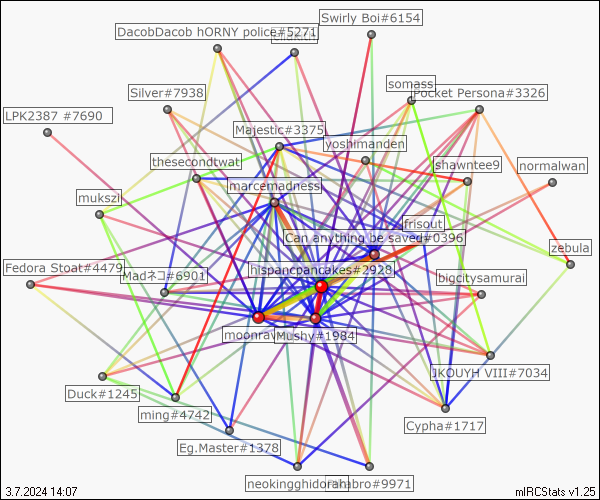 Swirly Boi#6154
DacobDacob hORNY police#5271
somass
Silver#7938
Pocket Persona#3326
LPK2387 #7690
Majestic#3375
yoshimanden
thesecondtwat
shawntee9
normalwan
marcemadness
mukszi
frisout
Can anything be saved#0396
zebula
Fedora Stoat#4479
hispancpancakes#2928
Madネコ#6901
bigcitysamurai
moonrav
Mushy#1984
JKOUYH VIII#7034
Duck#1245
ming#4742
Cypha#1717
Eg.Master#1378
neokingghidorah
#9971
3.7.2024 14:07
mIRCStats v1.25